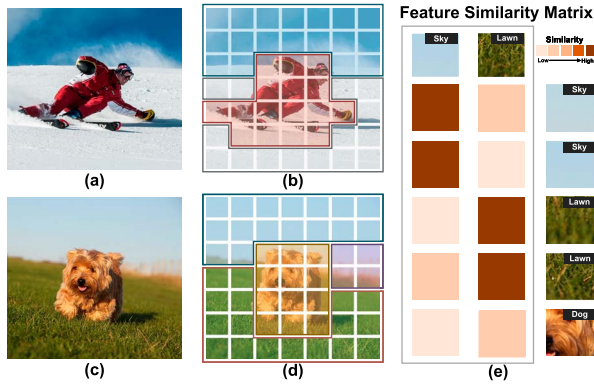 Feature Similarity Matrix
Sky
Lawn
Similarity
Low
High
Sky
Sky
Lawn
Lawn
Dog
(a)
(b)
(c)
(d)
(e)